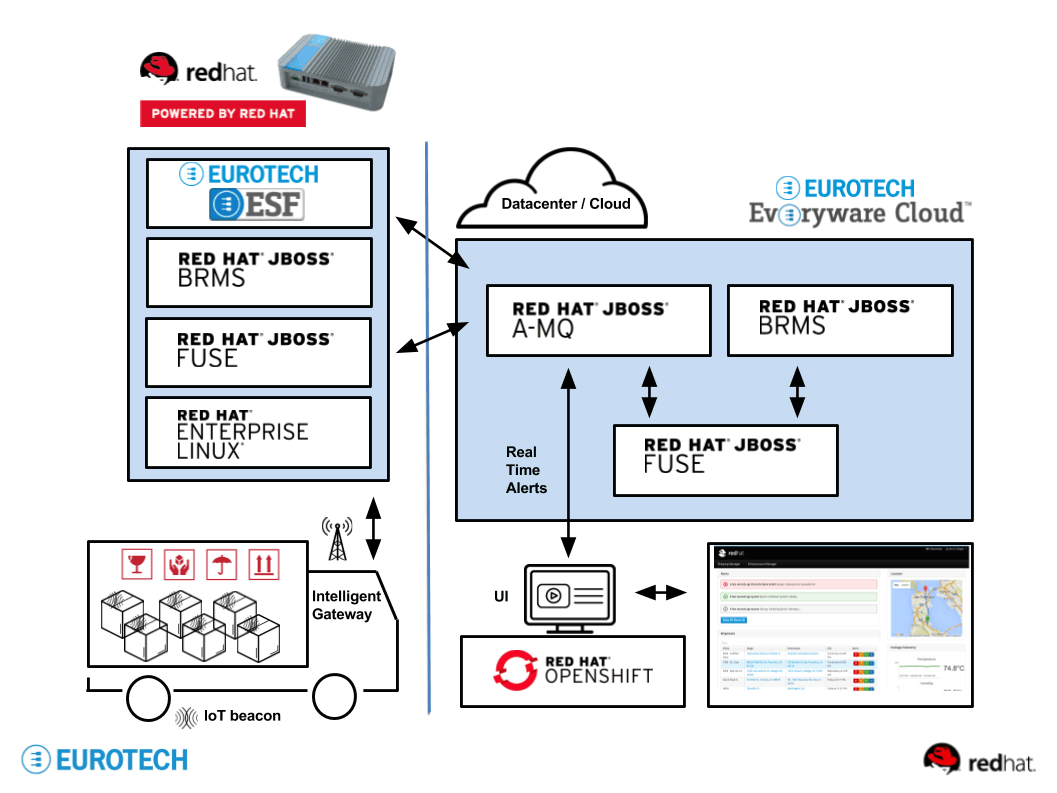 redhat.
POWERED BY RED HAT
EUROTECH
ESF
RED HAT® JBOSS®
BRMS
RED HAT® JBOSS®
FUSE
RED HAT®
ENTERPRISE
LINUX®
Datacenter / Cloud
EUROTECH
Everyware Cloud™
RED HAT® JBOSS®
A-MQ
RED HAT® JBOSS®
BRMS
RED HAT® JBOSS®
FUSE
Real
Time
Alerts
Intelligent
Gateway
IoT beacon
UI
RED HAT®
OPENSHIFT
redhat
74.8°C
EUROTECH
redhat.